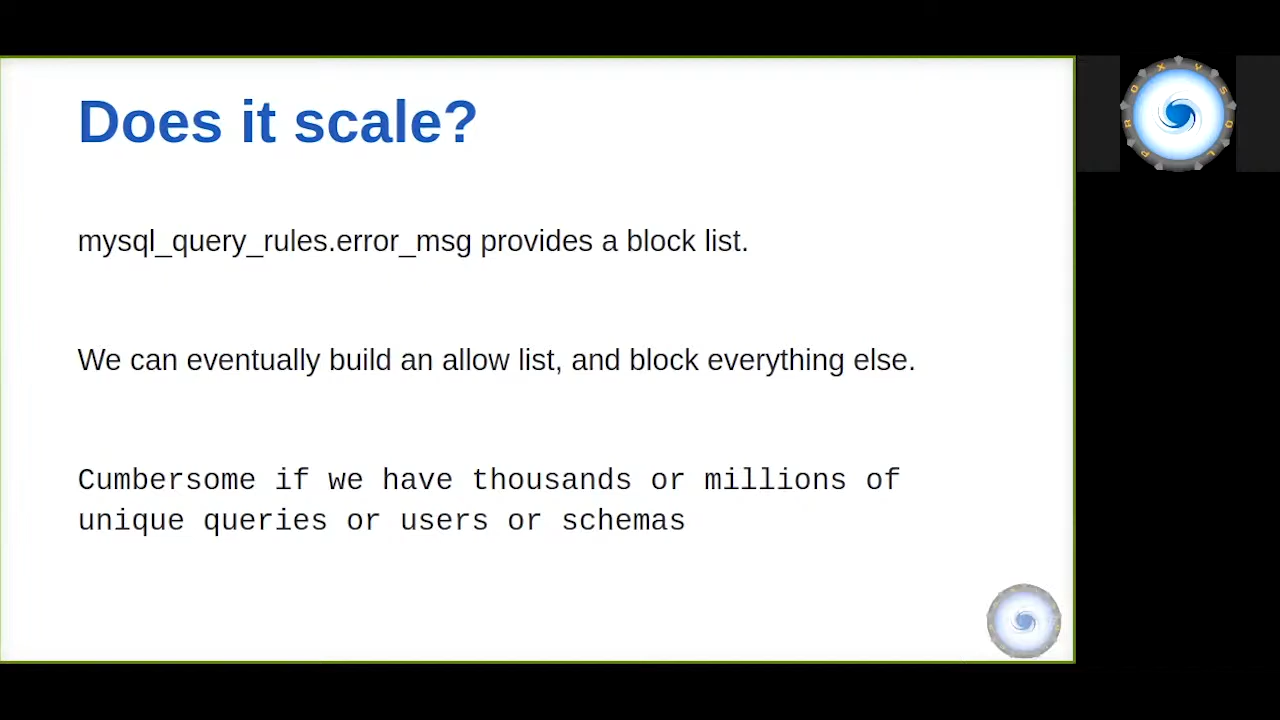 Does it scale?
mysql_query_rules.error_msg provides a block list.
We can eventually build an allow list, and block everything else.
Cumbersome if we have thousands or millions of
unique queries or users or schemas
PROXYSQL